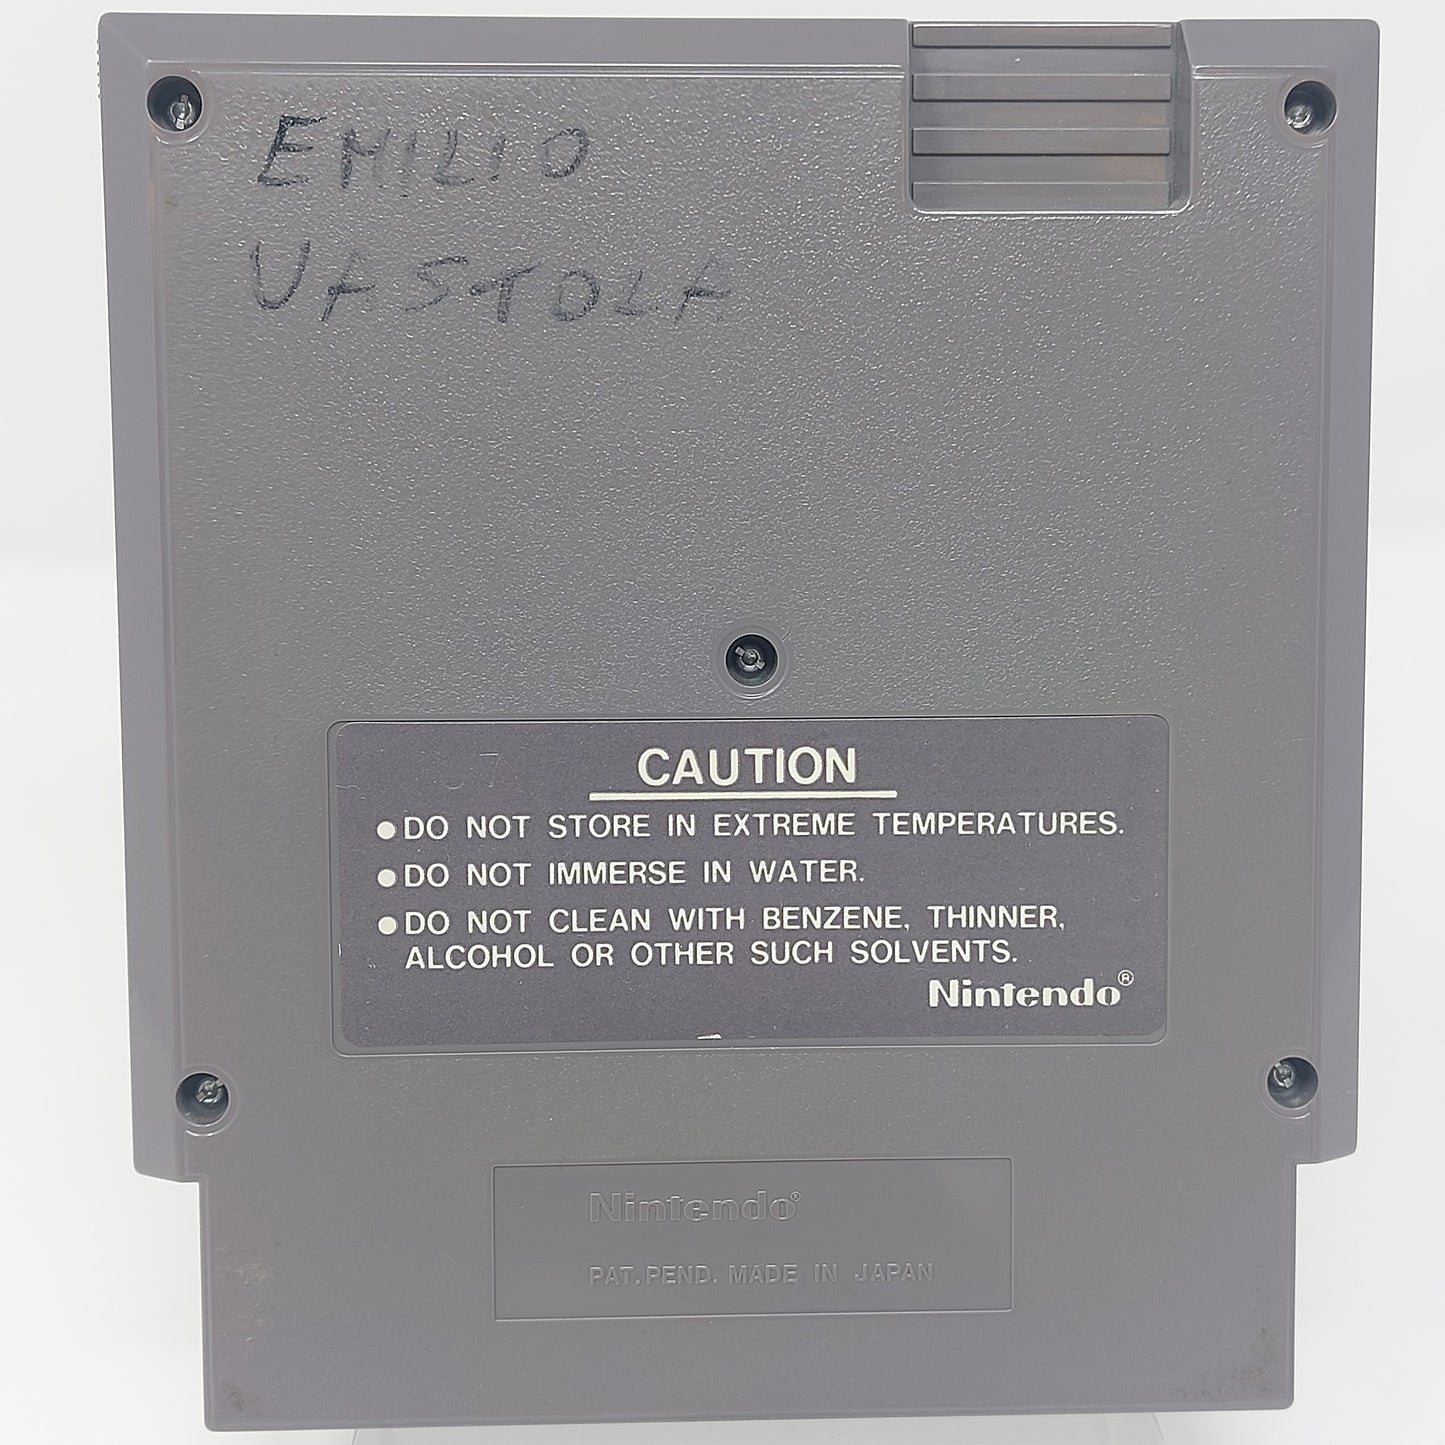 EMILIO
VASTOLA
CAUTION
●DO NOT STORE IN EXTREME TEMPERATURES.
●DO NOT IMMERSE IN WATER.
●DO NOT CLEAN WITH BENZENE, THINNER,
ALCOHOL OR OTHER SUCH SOLVENTS.
Nintendo®
Nintendo®
PAT. PEND. MADE IN JAPAN